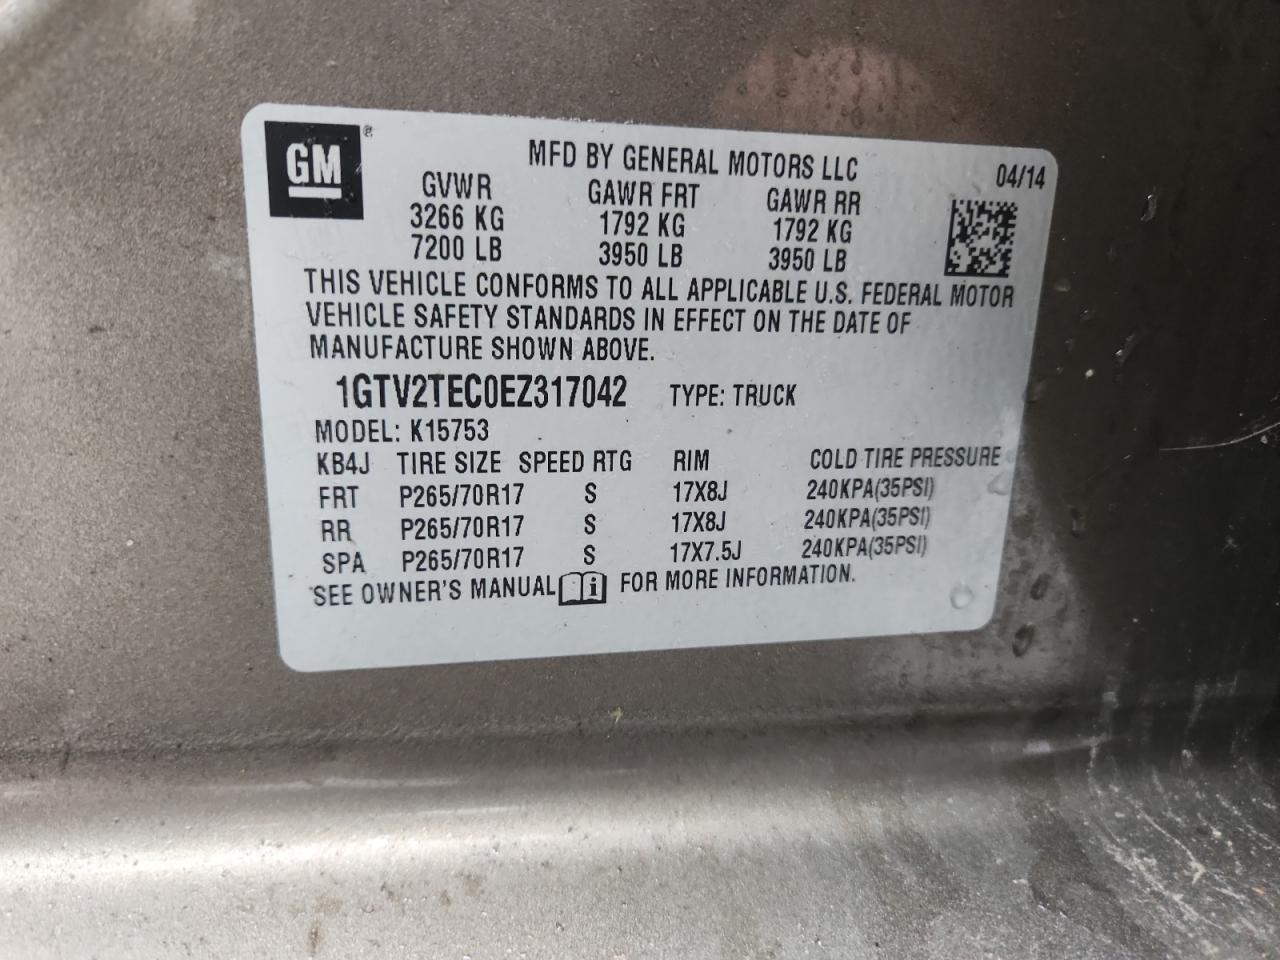 GM®
MFD BY GENERAL MOTORS LLC 04/14
GVWR GAWR FRT GAWR RR
3266 KG 1792 KG 1792 KG
7200 LB 3950 LB 3950 LB
THIS VEHICLE CONFORMS TO ALL APPLICABLE U.S. FEDERAL MOTOR
VEHICLE SAFETY STANDARDS IN EFFECT ON THE DATE OF
MANUFACTURE SHOWN ABOVE.
1GTV2TEC0EZ317042 TYPE: TRUCK
MODEL: K15753
KB4J TIRE SIZE SPEED RTG RIM COLD TIRE PRESSURE
FRT P265/70R17 S 17X8J 240KPA(35PSI)
RR P265/70R17 S 17X8J 240KPA(35PSI)
SPA P265/70R17 S 17X7.5J 240KPA(35PSI)
SEE OWNER'S MANUAL i FOR MORE INFORMATION.